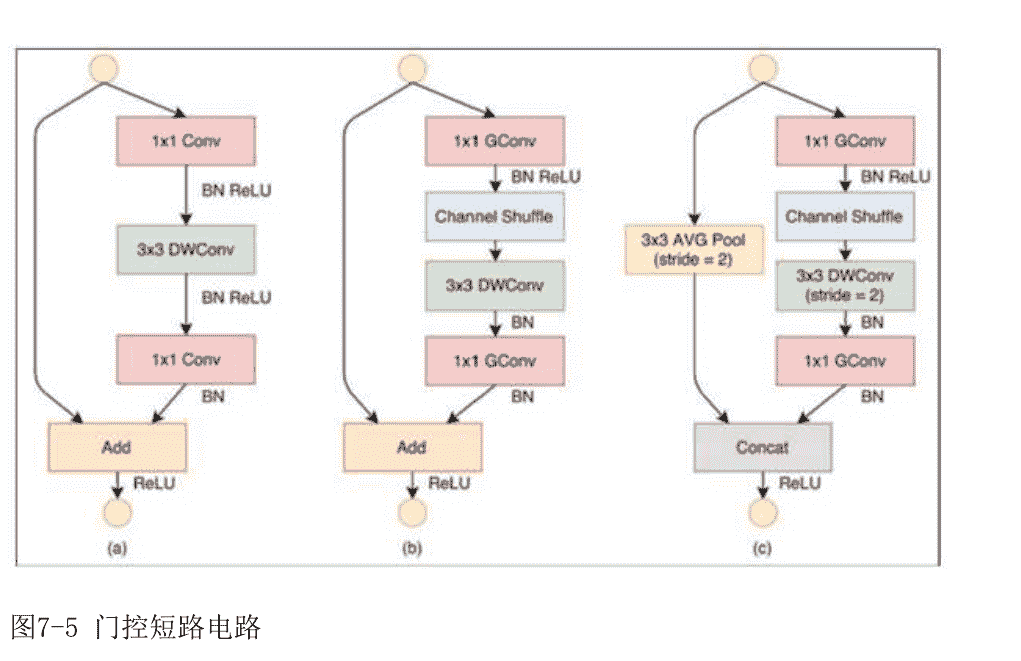 1x1 Conv
BN ReLU
3x3 DWConv
BN ReLU
1x1 Conv
BN
Add
ReLU
(a)
1x1 GConv
BN ReLU
Channel Shuffle
3x3 DWConv
BN
1x1 GConv
BN
Add
ReLU
(b)
3x3 AVG Pool
(stride = 2)
1x1 GConv
BN ReLU
Channel Shuffle
3x3 DWConv
(stride = 2)
BN
1x1 GConv
BN
Concat
ReLU
(c)
图7-5 门控短路电路